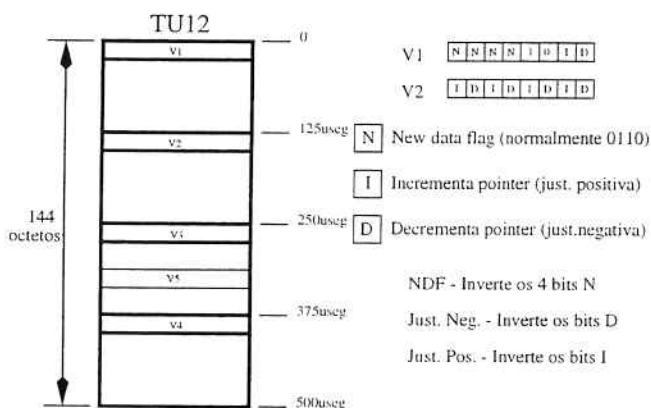 TU12
0
V1
125useg
V2
250useg
V3
V5
375useg
V4
500useg
144
octetos
V1 N N N N 1 0 I D
V2 I D I D I D I D
N New data flag (normalmente 0110)
I Incrementa pointer (just. positiva)
D Decrementa pointer (just.negativa)
NDF - Inverte os 4 bits N
Just. Neg. - Inverte os bits D
Just. Pos. - Inverte os bits I